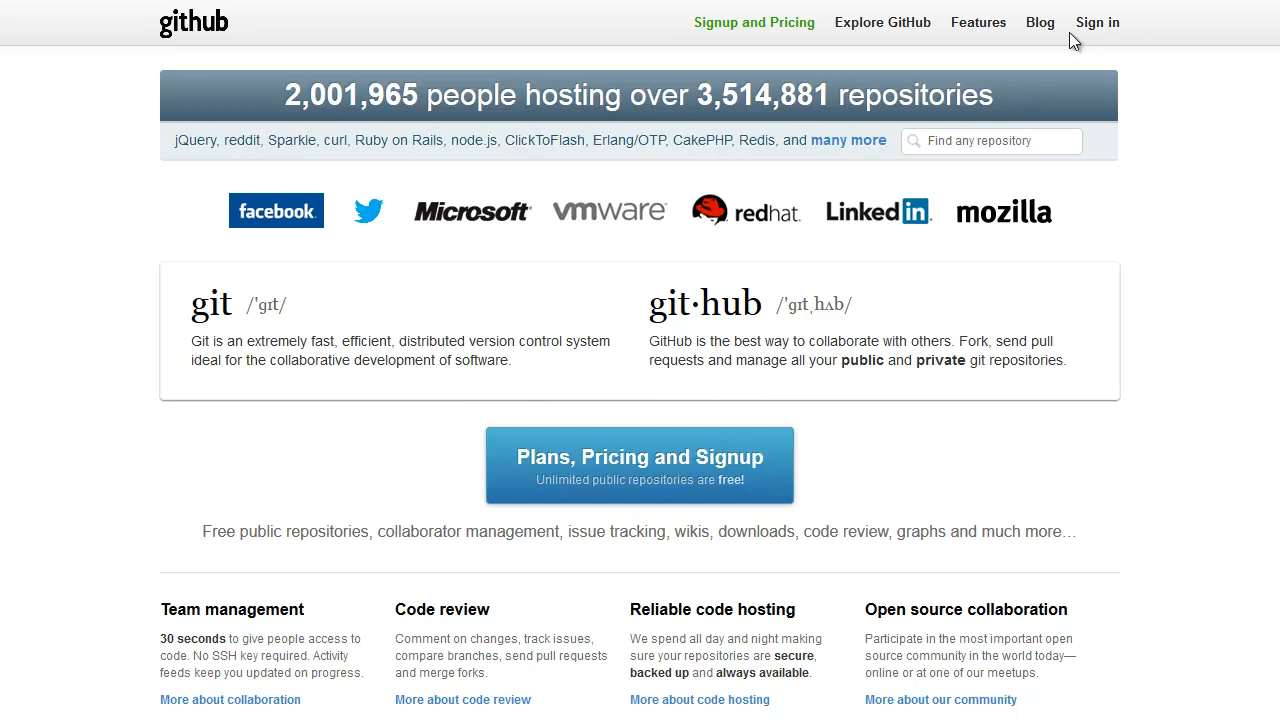 github
Signup and Pricing Explore GitHub Features Blog Sign in
2,001,965 people hosting over 3,514,881 repositories
jQuery, reddit, Sparkle, curl, Ruby on Rails, node.js, ClickToFlash, Erlang/OTP, CakePHP, Redis, and many more
Find any repository
facebook. Microsoft vmware redhat. Linked in. mozilla
git /'gɪt/
Git is an extremely fast, efficient, distributed version control system
ideal for the collaborative development of software.
git·hub /'gɪtˌhʌb/
GitHub is the best way to collaborate with others. Fork, send pull
requests and manage all your public and private git repositories.
Plans, Pricing and Signup
Unlimited public repositories are free!
Free public repositories, collaborator management, issue tracking, wikis, downloads, code review, graphs and much more…
Team management
30 seconds to give people access to
code. No SSH key required. Activity
feeds keep you updated on progress.
More about collaboration
Code review
Comment on changes, track issues,
compare branches, send pull requests
and merge forks.
More about code review
Reliable code hosting
We spend all day and night making
sure your repositories are secure,
backed up and always available.
More about code hosting
Open source collaboration
Participate in the most important open
source community in the world today—
online or at one of our meetups.
More about our community